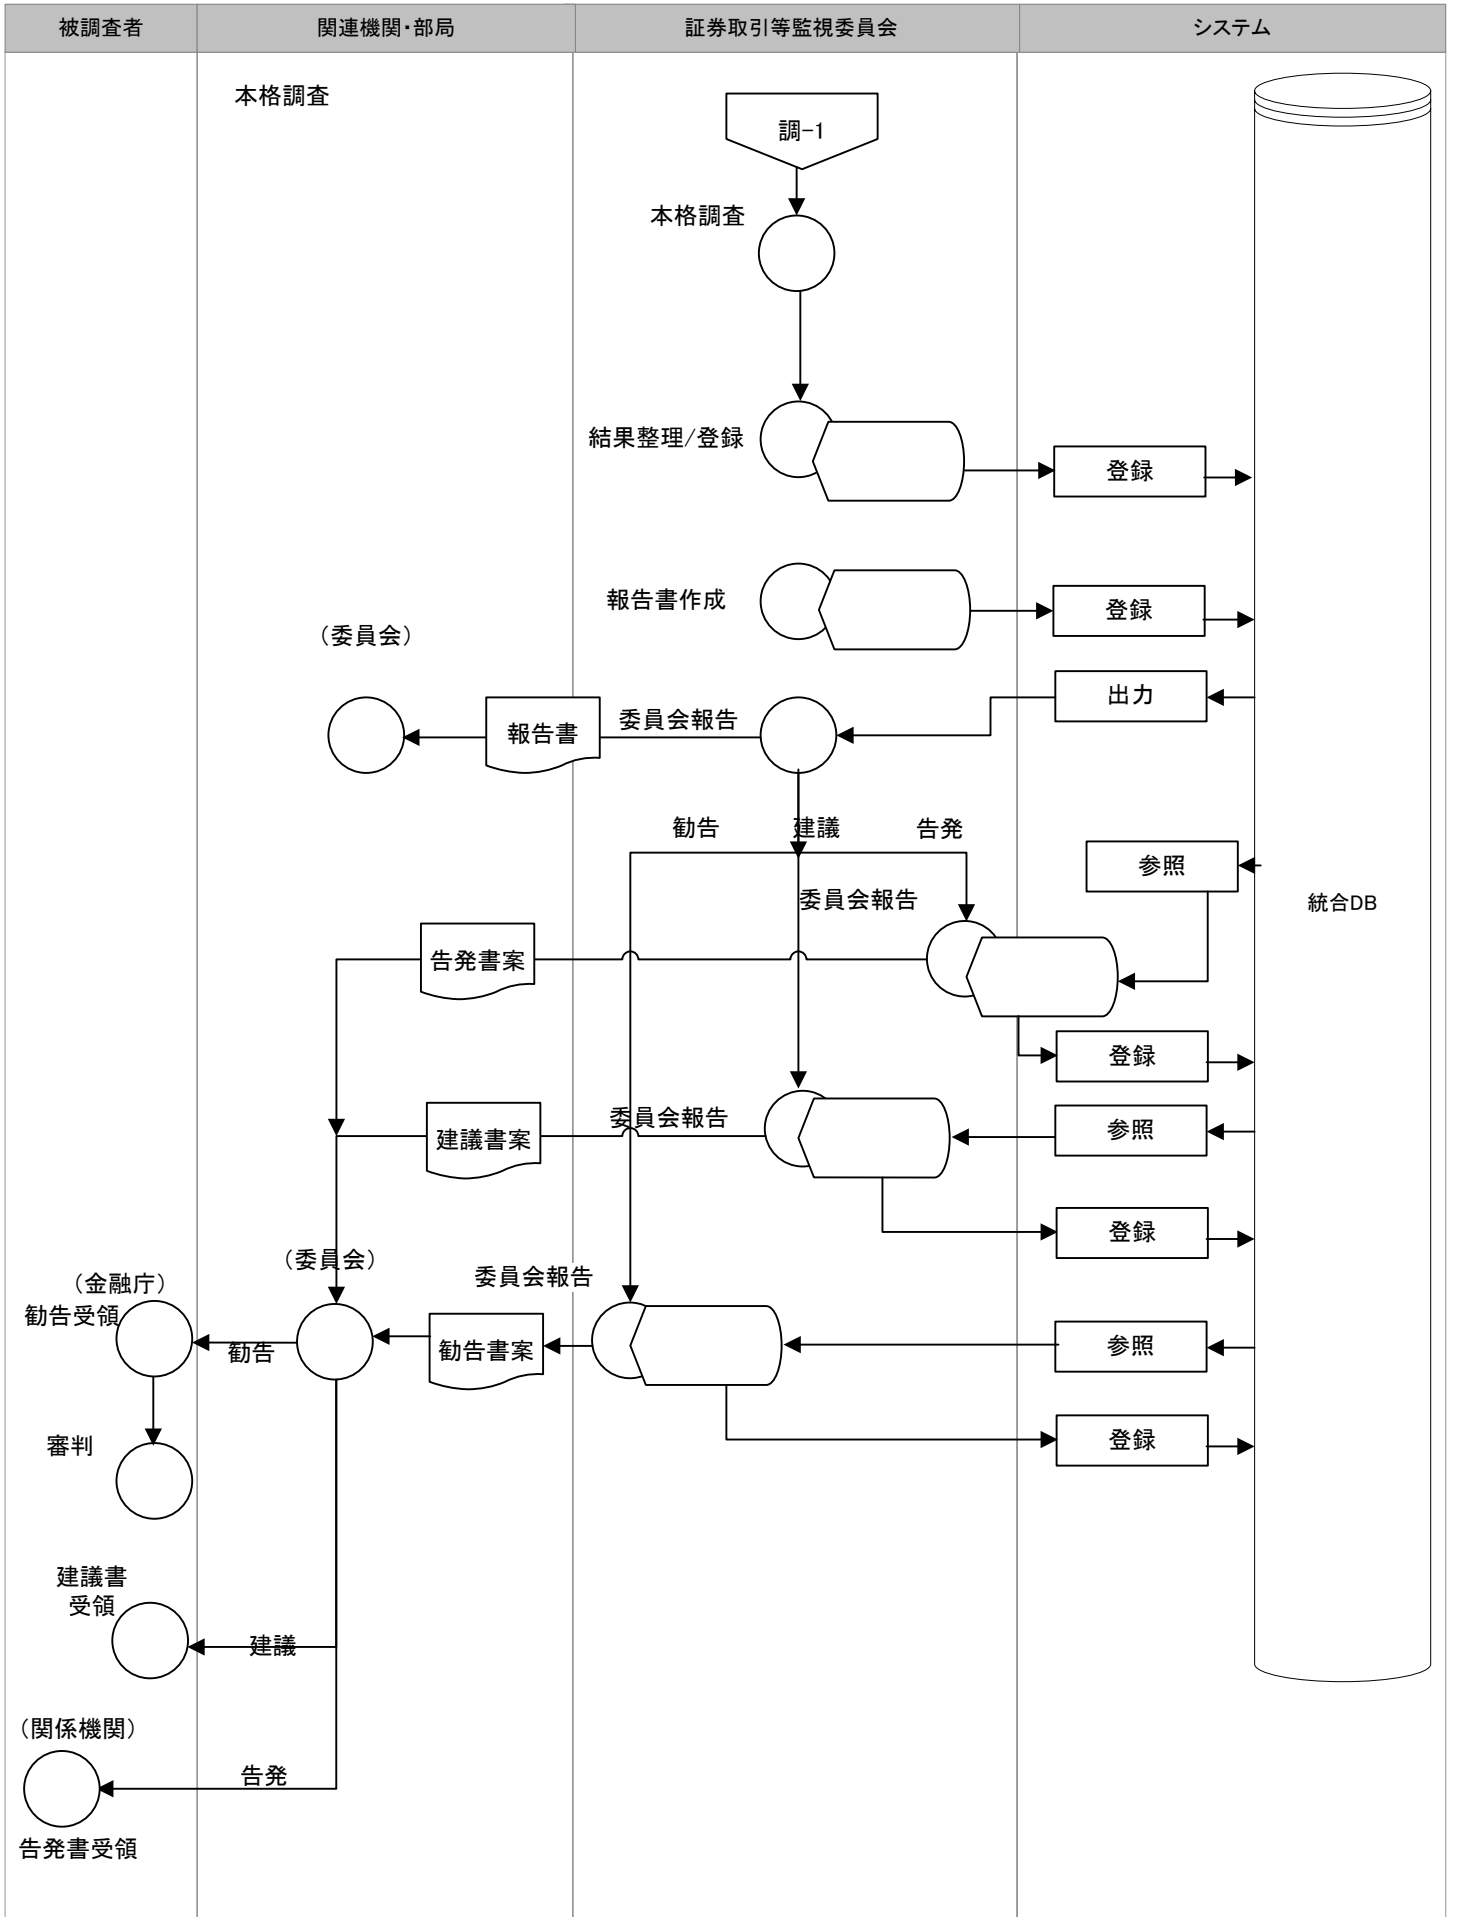 被調査者
関連機関・部局
証券取引等監視委員会
システム
本格調査
調-1
本格調査
結果整理/登録
登録
報告書作成
登録
（委員会）
出力
報告書
委員会報告
勧告
建議
告発
参照
委員会報告
統合DB
告発書案
登録
建議書案
委員会報告
参照
登録
（委員会）
委員会報告
（金融庁）
勧告受領
勧告
勧告書案
参照
審判
登録
建議書
受領
建議
（関係機関）
告発
告発書受領